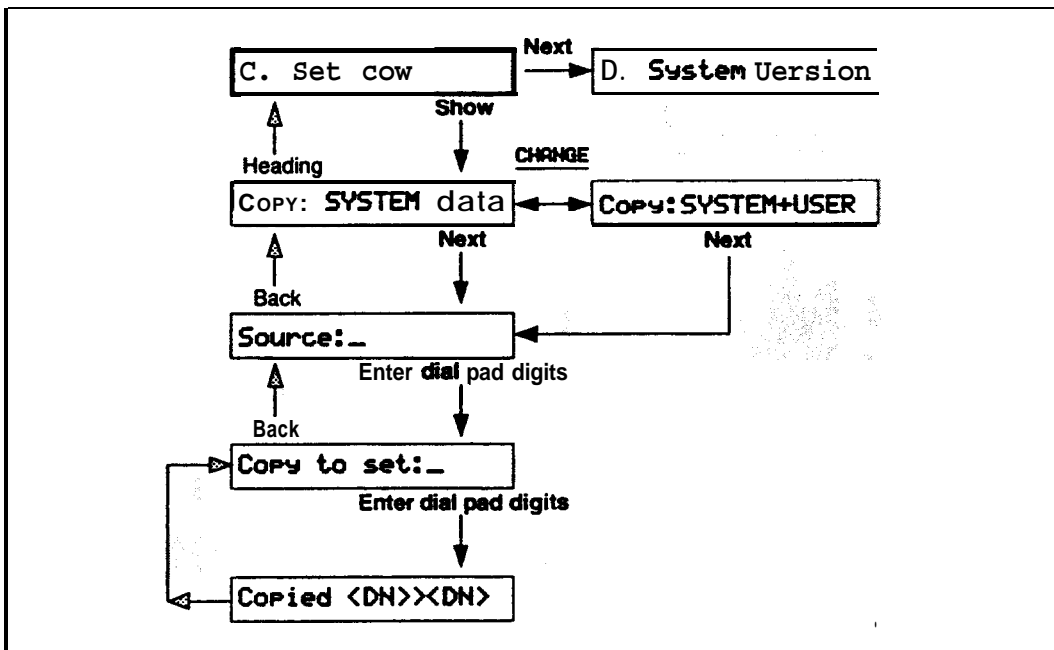 Next
C. Set cow
D. System Uersion
Show
Heading
CHANGE
COPY: SYSTEM data
Copy:SYSTEM+USER
Next
Next
Back
Source:_
Enter dial pad digits
Back
Copy to set:_
Enter dial pad digits
Copied <DN>><DN>